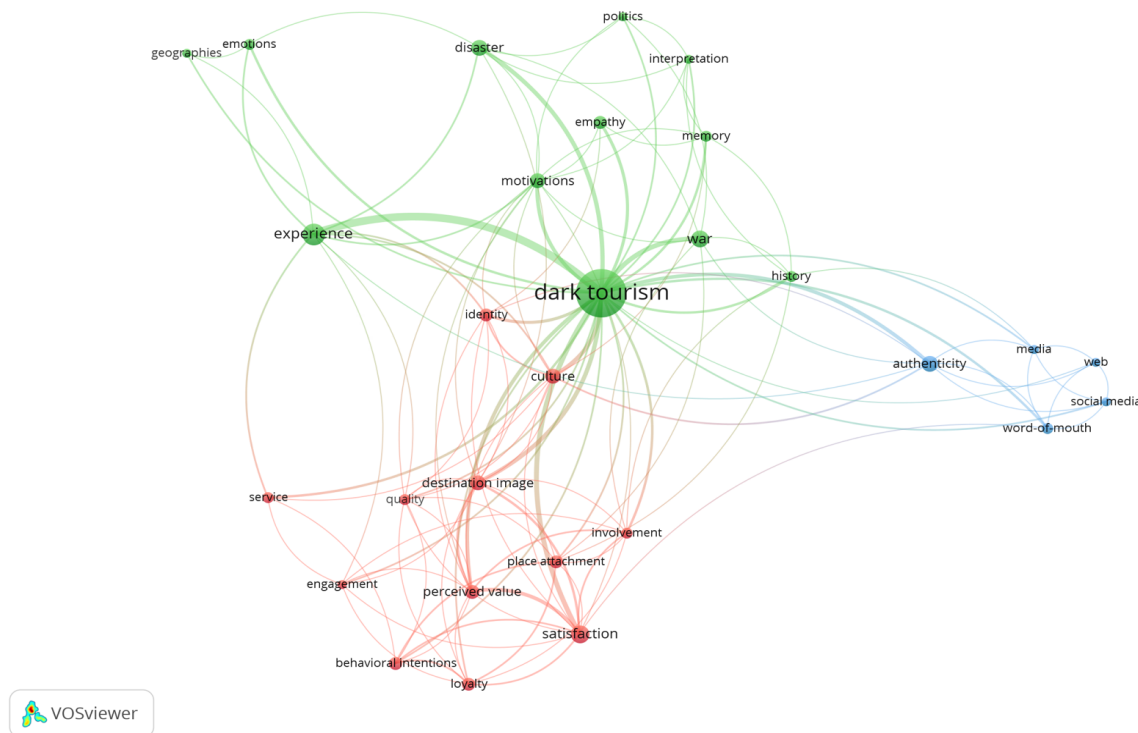 politics
geographies
emotions
disaster
interpretation
empathy
memory
motivations
experience
war
history
dark tourism
identity
media
authenticity
web
culture
social media
word-of-mouth
destination image
service
quality
involvement
place attachment
engagement
perceived value
satisfaction
behavioral intentions
loyalty
VOSviewer